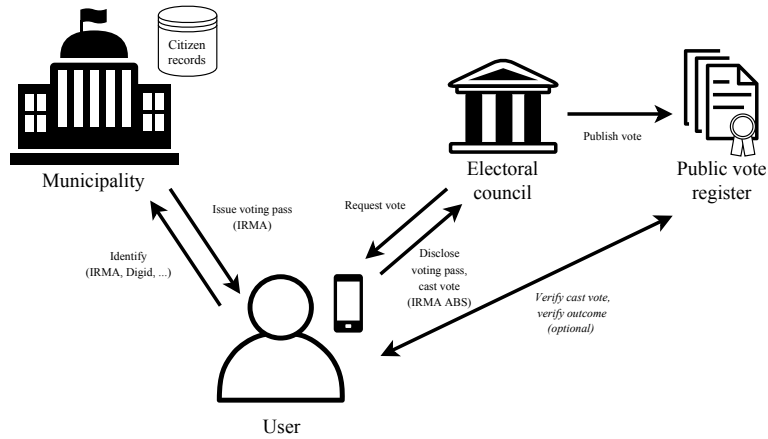 Citizen
records
Municipality
Issue voting pass
(IRMA)
Identify
(IRMA, Digid, ...)
User
Request vote
Electoral
council
Disclose
voting pass,
cast vote
(IRMA ABS)
Publish vote
Public vote
register
Verify cast vote,
verify outcome
(optional)